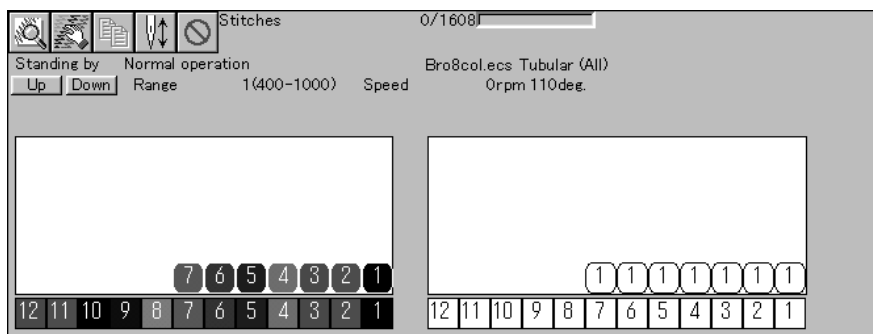 Stitches 0/1608
Standing by Normal operation Bro8col.ecs Tubular (All)
Up Down Range 1(400-1000) Speed 0rpm 110deg.
7 6 5 4 3 2 1 1 1 1 1 1 1 1
12 11 10 9 8 7 6 5 4 3 2 1 12 11 10 9 8 7 6 5 4 3 2 1